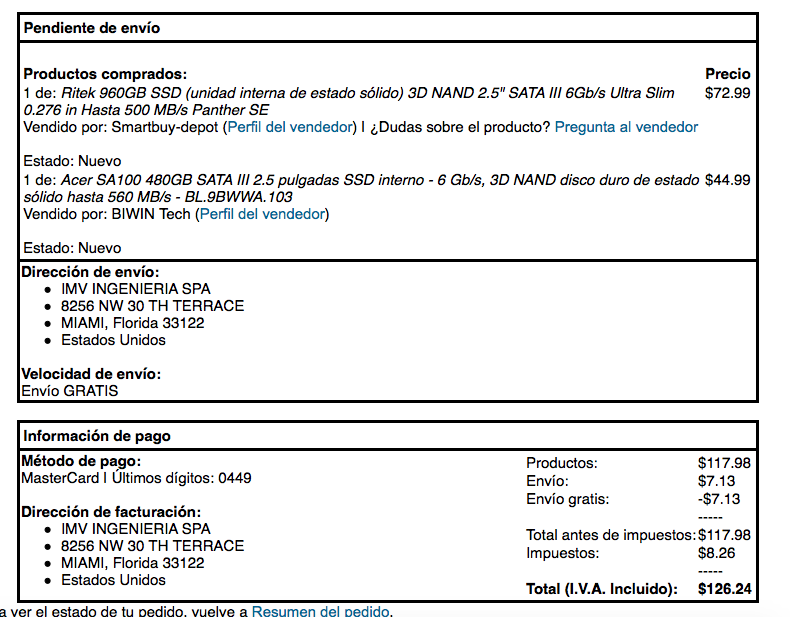 Pendiente de envío
Productos comprados: Precio
1 de: Ritek 960GB SSD (unidad interna de estado sólido) 3D NAND 2.5" SATA III 6Gb/s Ultra Slim $72.99
0.276 in Hasta 500 MB/s Panther SE
Vendido por: Smartbuy-depot (Perfil del vendedor) | ¿Dudas sobre el producto? Pregunta al vendedor
Estado: Nuevo
1 de: Acer SA100 480GB SATA III 2.5 pulgadas SSD interno - 6 Gb/s, 3D NAND disco duro de estado $44.99
sólido hasta 560 MB/s - BL.9BWWA.103
Vendido por: BIWIN Tech (Perfil del vendedor)
Estado: Nuevo
Dirección de envío:
• IMV INGENIERIA SPA
• 8256 NW 30 TH TERRACE
• MIAMI, Florida 33122
• Estados Unidos
Velocidad de envío:
Envío GRATIS
Información de pago
Método de pago:
MasterCard | Últimos dígitos: 0449
Dirección de facturación:
• IMV INGENIERIA SPA
• 8256 NW 30 TH TERRACE
• MIAMI, Florida 33122
• Estados Unidos
Productos: $117.98
Envío: $7.13
Envío gratis: -$7.13
-----
Total antes de impuestos: $117.98
Impuestos: $8.26
-----
Total (I.V.A. Incluido): $126.24
a ver el estado de tu pedido, vuelve a Resumen del pedido.